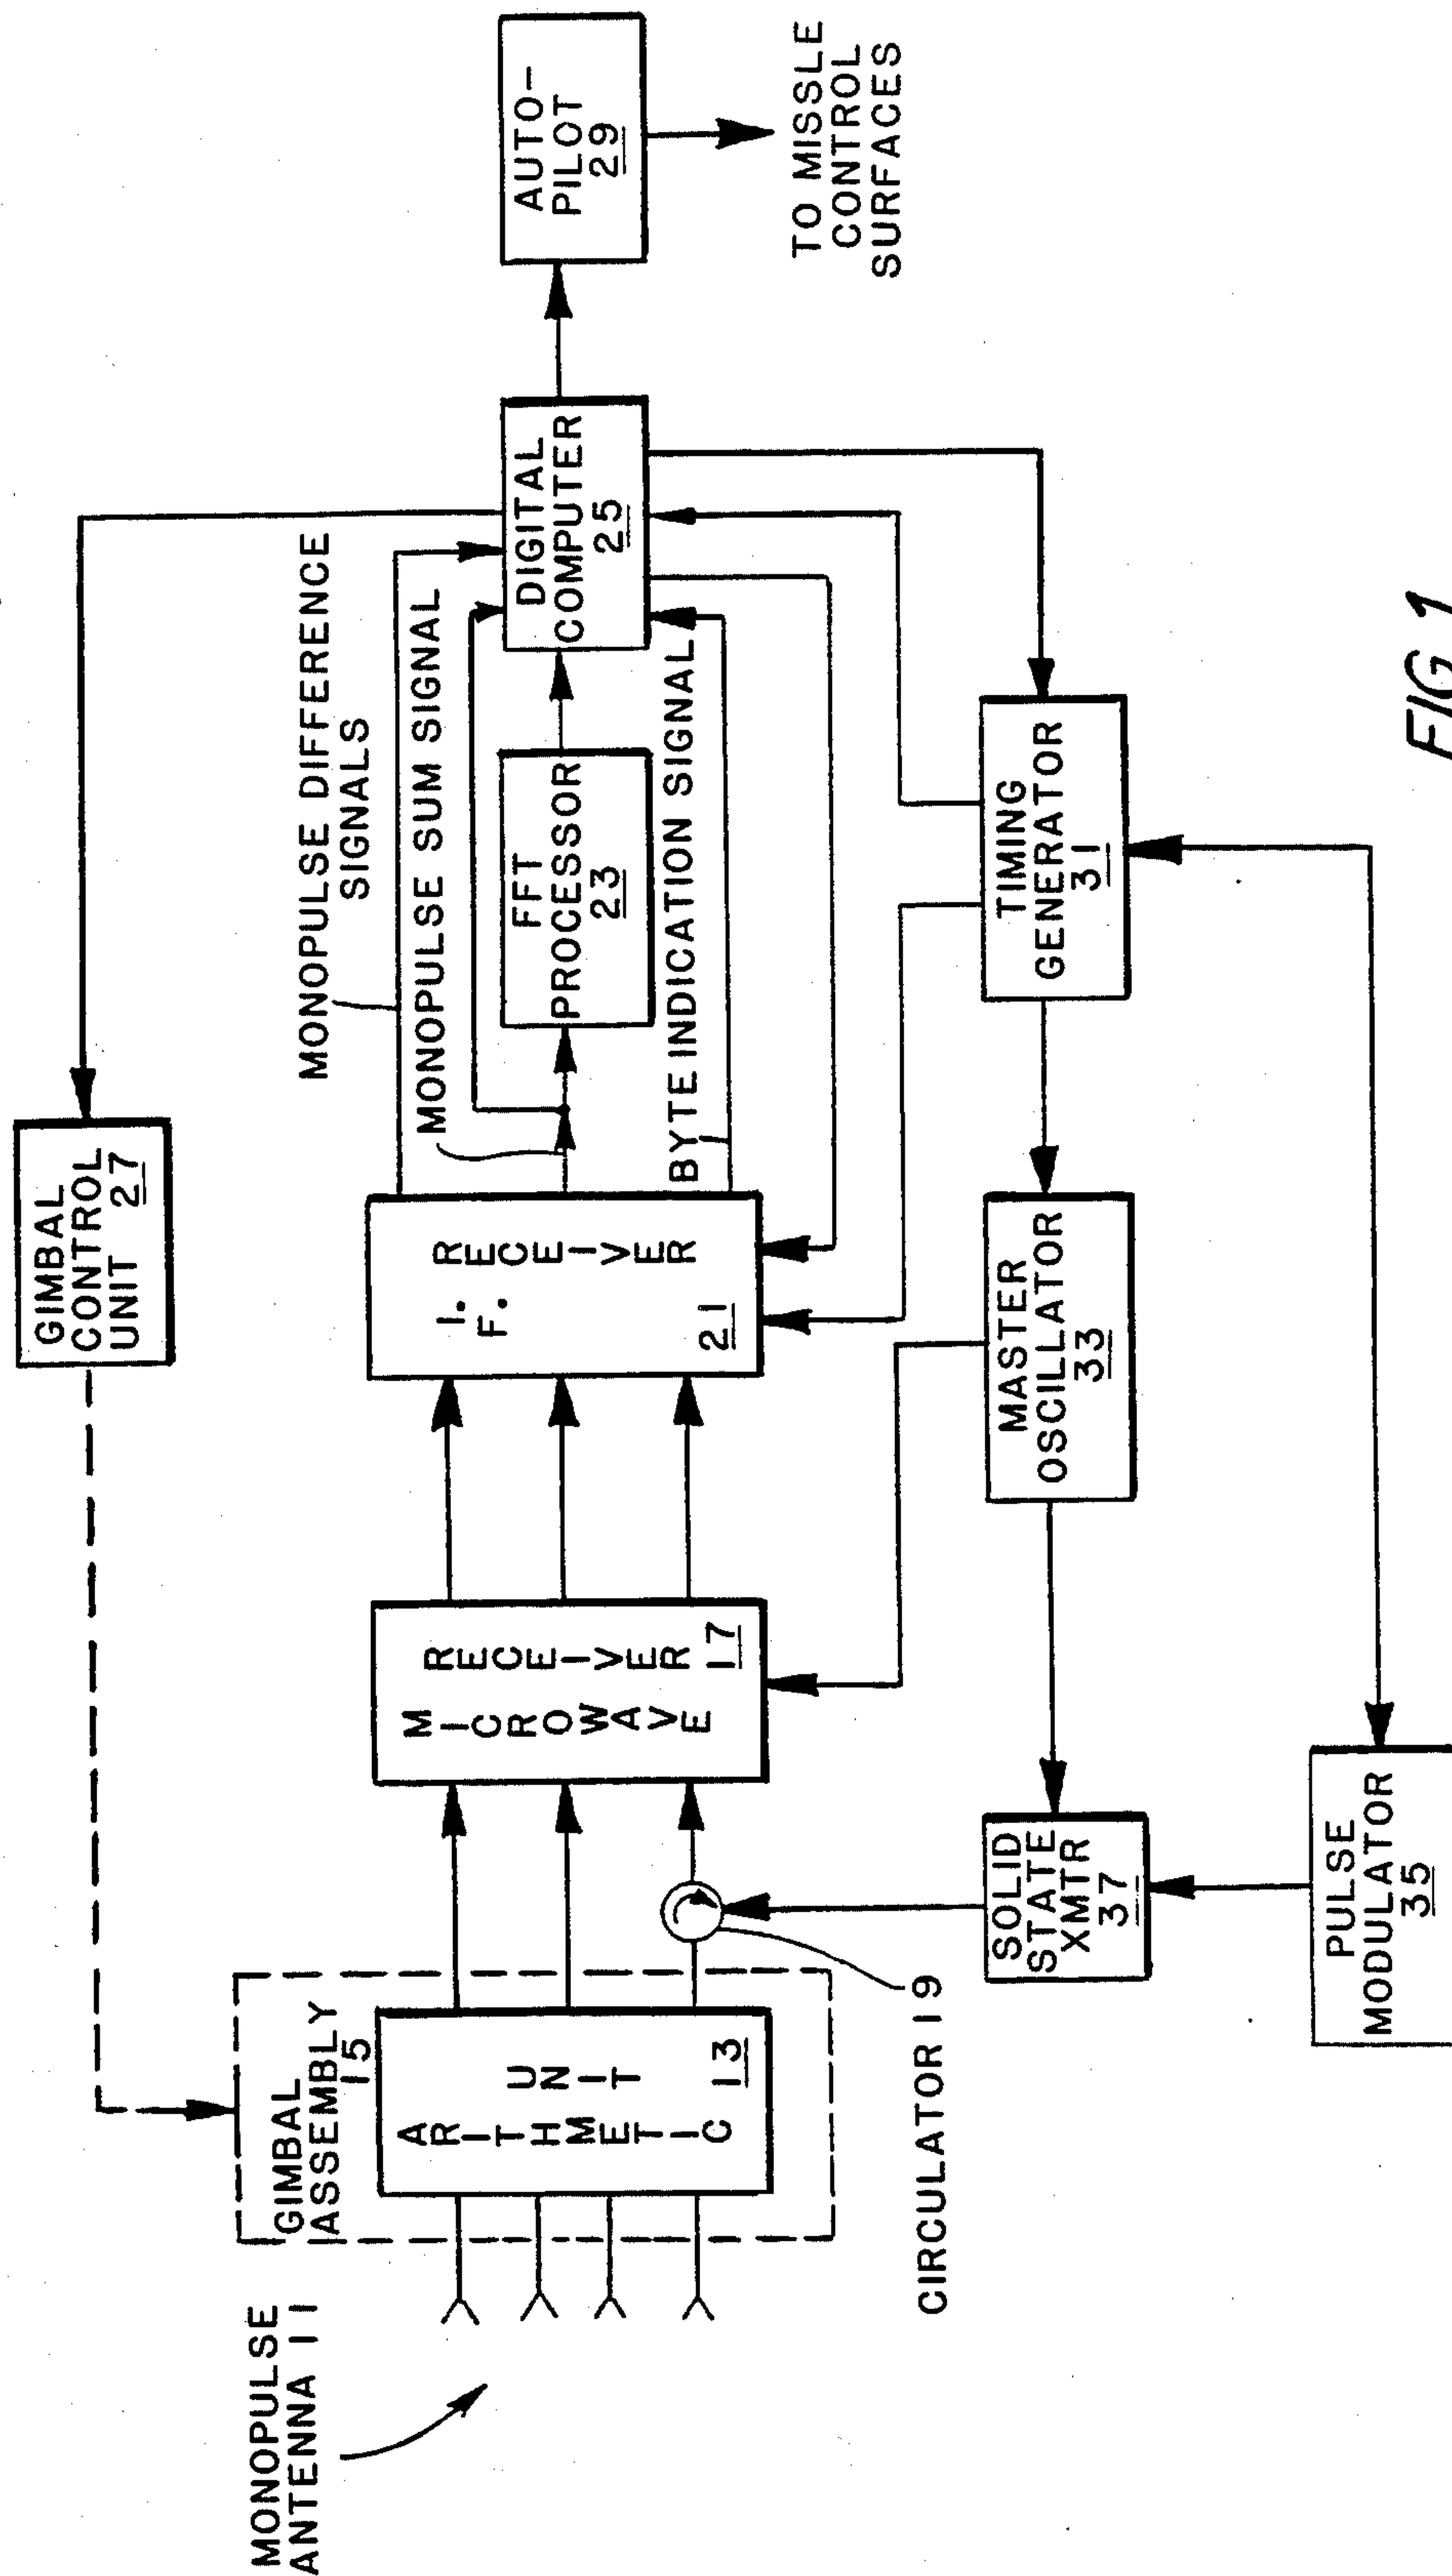 GIMBAL
CONTROL
UNIT 27
MONOPULSE DIFFERENCE
SIGNALS
MONOPULSE SUM SIGNAL
BYTE INDICATION SIGNAL
MONOPULSE
ANTENNA 11
GIMBAL
ASSEMBLY
15
ARITHMETIC
UNIT
13
CIRCULATOR 19
MICROWAVE
RECEIVER
17
I.F.
RECEIVER
21
FFT
PROCESSOR
23
DIGITAL
COMPUTER
25
AUTO-
PILOT
29
TO MISSLE
CONTROL
SURFACES
SOLID
STATE
XMTR
37
MASTER
OSCILLATOR
33
TIMING
GENERATOR
31
PULSE
MODULATOR
35
FIG 1